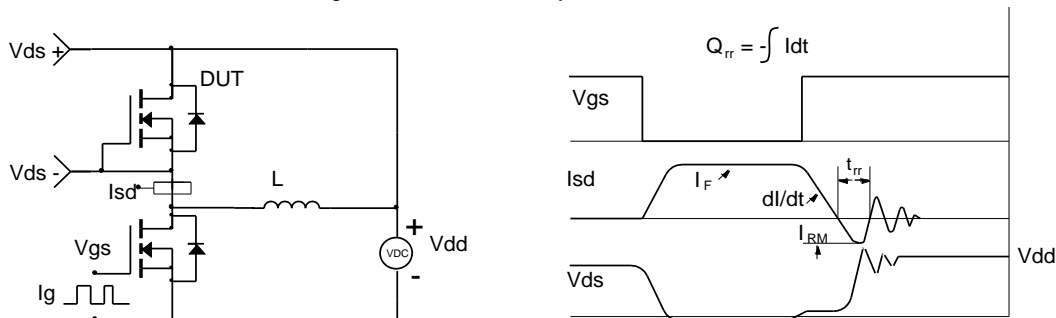 Vds +
DUT
Vds -
Isd
L
Vgs
Ig
+
VDC
-
Vdd
Qrr = -∫ Idt
Vgs
Isd
IF
trr
dI/dt
IRM
Vds
Vdd